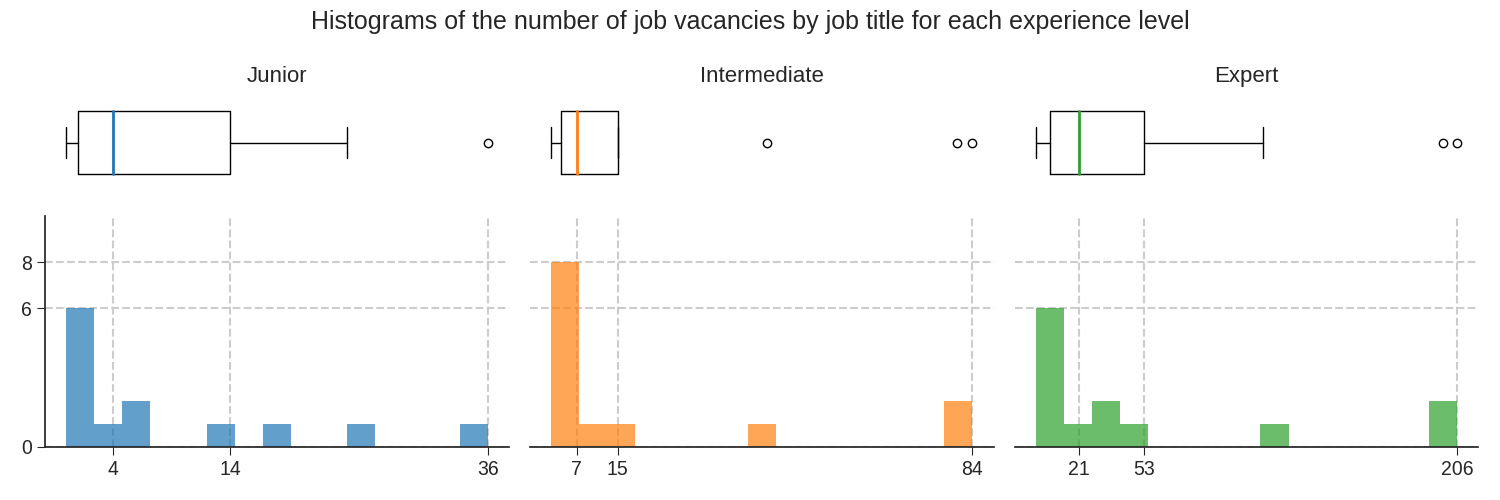 Histograms of the number of job vacancies by job title for each experience level
Junior Intermediate Expert
8
6
0
4 14 36 7 15 84 21 53 206